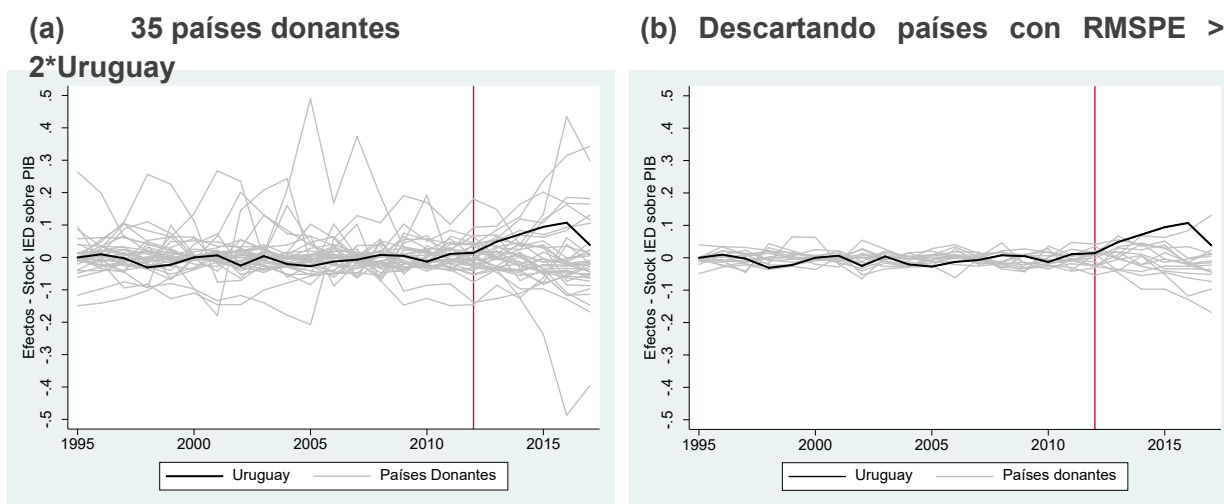 (a) 35 países donantes
(b) Descartando países con RMSPE >
2*Uruguay
Efectos - Stock IED sobre PIB
.5
.4
.3
.2
.1
0
-.1
-.2
-.3
-.4
-.5
1995 2000 2005 2010 2015
Uruguay Países Donantes
Efectos - Stock IED sobre PIB
.5
.4
.3
.2
.1
0
-.1
-.2
-.3
-.4
-.5
1995 2000 2005 2010 2015
Uruguay Países donantes